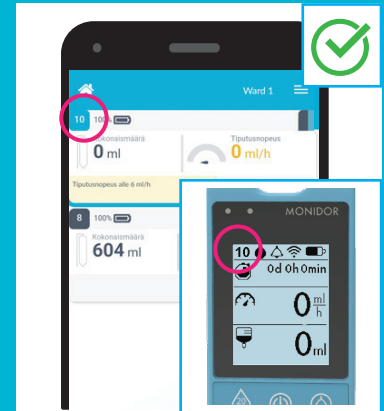 Ward 1
10 100%
Kokonaismäärä Tiputusnopeus
0 ml 0 ml/h
Tiputusnopeus alle 6 ml/h
8 100%
Kokonaismäärä
604 ml
MONIDOR
10
0d 0h 0min
0 ml/h
0 ml
20